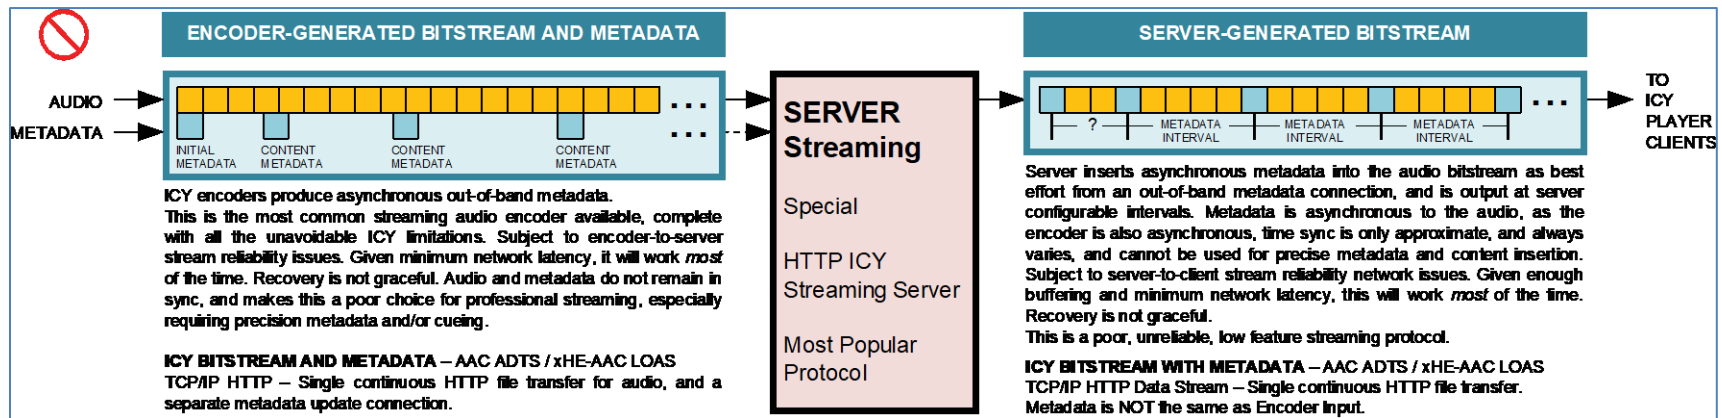 ENCODER-GENERATED BITSTREAM AND METADATA
AUDIO
METADATA
...
...
INITIAL
METADATA
CONTENT
METADATA
CONTENT
METADATA
CONTENT
METADATA
ICY encoders produce asynchronous out-of-band metadata.
This is the most common streaming audio encoder available, complete
with all the unavoidable ICY limitations. Subject to encoder-to-server
stream reliability issues. Given minimum network latency, it will work most
of the time. Recovery is not graceful. Audio and metadata do not remain in
sync, and makes this a poor choice for professional streaming, especially
requiring precision metadata and/or cueing.
ICY BITSTREAM AND METADATA – AAC ADTS / xHE-AAC LOAS
TCP/IP HTTP – Single continuous HTTP file transfer for audio, and a
separate metadata update connection.
SERVER
Streaming
Special
HTTP ICY
Streaming Server
Most Popular
Protocol
SERVER-GENERATED BITSTREAM
...
?
METADATA
INTERVAL
METADATA
INTERVAL
METADATA
INTERVAL
TO
ICY
PLAYER
CLIENTS
Server inserts asynchronous metadata into the audio bitstream as best
effort from an out-of-band metadata connection, and is output at server
configurable intervals. Metadata is asynchronous to the audio, as the
encoder is also asynchronous, time sync is only approximate, and always
varies, and cannot be used for precise metadata and content insertion.
Subject to server-to-client stream reliability network issues. Given enough
buffering and minimum network latency, this will work most of the time.
Recovery is not graceful.
This is a poor, unreliable, low feature streaming protocol.
ICY BITSTREAM WITH METADATA – AAC ADTS / xHE-AAC LOAS
TCP/IP HTTP Data Stream – Single continuous HTTP file transfer.
Metadata is NOT the same as Encoder Input.